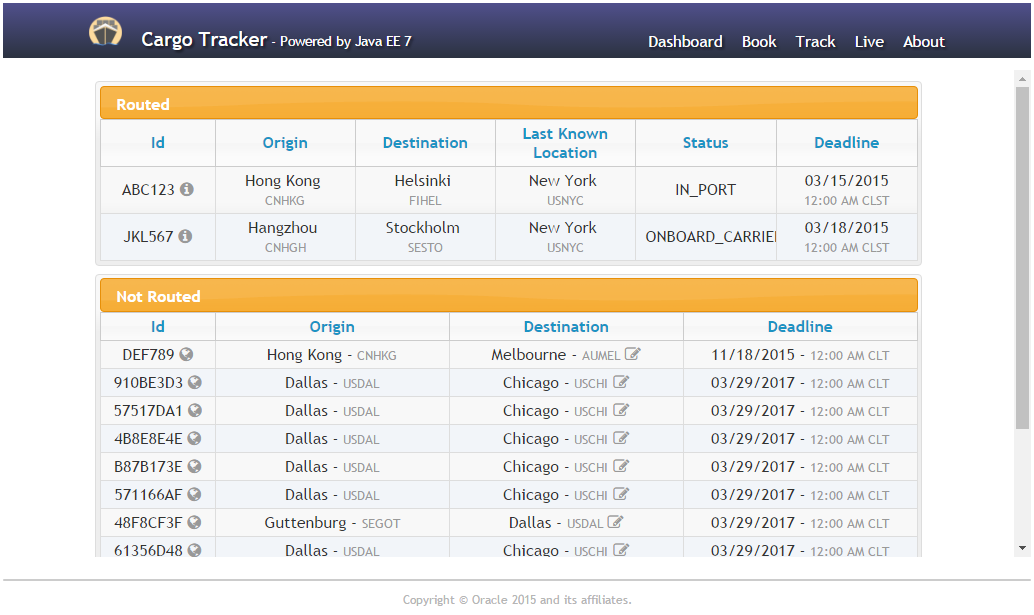 Cargo Tracker - Powered by Java EE 7
Dashboard Book Track Live About
Routed
Id Origin Destination Last Known Location Status Deadline
ABC123 Hong Kong CNHKG Helsinki FIHEL New York USNYC IN_PORT 03/15/2015 12:00 AM CLST
JKL567 Hangzhou CNHGH Stockholm SESTO New York USNYC ONBOARD_CARRIE 03/18/2015 12:00 AM CLST
Not Routed
Id Origin Destination Deadline
DEF789 Hong Kong - CNHKG Melbourne - AUMEL 11/18/2015 - 12:00 AM CLT
910BE3D3 Dallas - USDAL Chicago - USCHI 03/29/2017 - 12:00 AM CLT
57517DA1 Dallas - USDAL Chicago - USCHI 03/29/2017 - 12:00 AM CLT
4B8E8E4E Dallas - USDAL Chicago - USCHI 03/29/2017 - 12:00 AM CLT
B87B173E Dallas - USDAL Chicago - USCHI 03/29/2017 - 12:00 AM CLT
571166AF Dallas - USDAL Chicago - USCHI 03/29/2017 - 12:00 AM CLT
48F8CF3F Guttenburg - SEGOT Dallas - USDAL 03/29/2017 - 12:00 AM CLT
61356D48 Dallas - USDAL Chicago - USCHI 03/29/2017 - 12:00 AM CLT
Copyright © Oracle 2015 and its affiliates.